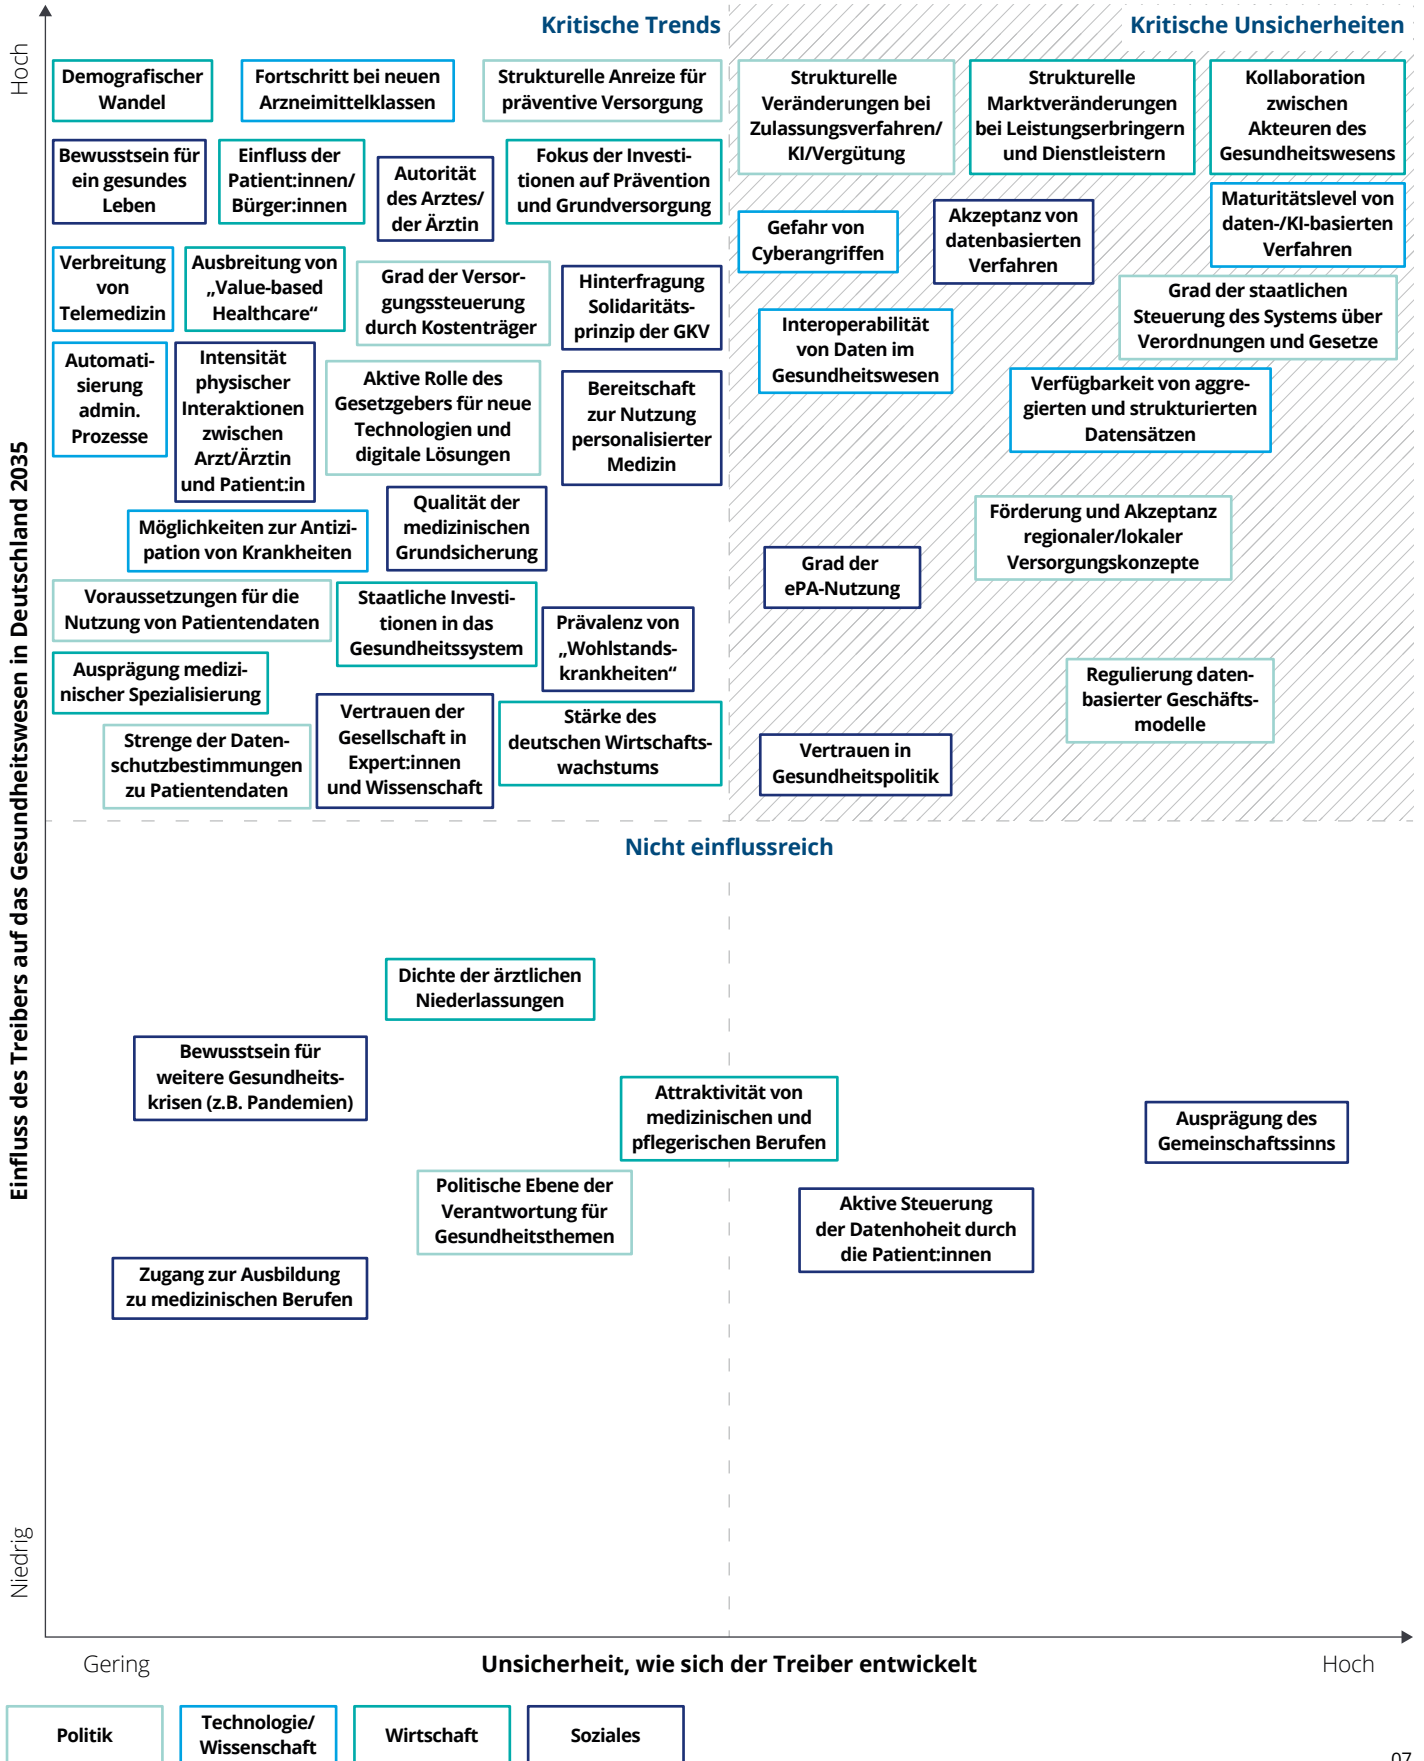 Kritische Trends
Kritische Unsicherheiten
Hoch
Demografischer
Wandel
Fortschritt bei neuen
Arzneimittelklassen
Strukturelle Anreize für
präventive Versorgung
Strukturelle
Veränderungen bei
Zulassungsverfahren/
KI/Vergütung
Strukturelle
Marktveränderungen
bei Leistungserbringern
und Dienstleistern
Kollaboration
zwischen
Akteuren des
Gesundheitswesens
Bewusstsein für
ein gesundes
Leben
Einfluss der
Patient:innen/
Bürger:innen
Autorität
des Arztes/
der Ärztin
Fokus der Investi-
tionen auf Prävention
und Grundversorgung
Gefahr von
Cyberangriffen
Akzeptanz von
datenbasierten
Verfahren
Maturitätslevel von
daten-/KI-basierten
Verfahren
Verbreitung
von
Telemedizin
Ausbreitung von
„Value-based
Healthcare“
Grad der Versor-
gungssteuerung
durch Kostenträger
Hinterfragung
Solidaritäts-
prinzip der GKV
Interoperabilität
von Daten im
Gesundheitswesen
Grad der staatlichen
Steuerung des Systems über
Verordnungen und Gesetze
Automati-
sierung
admin.
Prozesse
Intensität
physischer
Interaktionen
zwischen
Arzt/Ärztin
und Patient:in
Aktive Rolle des
Gesetzgebers für neue
Technologien und
digitale Lösungen
Bereitschaft
zur Nutzung
personalisierter
Medizin
Verfügbarkeit von aggre-
gierten und strukturierten
Datensätzen
Möglichkeiten zur Antizi-
pation von Krankheiten
Qualität der
medizinischen
Grundsicherung
Förderung und Akzeptanz
regionaler/lokaler
Versorgungskonzepte
Grad der
ePA-Nutzung
Voraussetzungen für die
Nutzung von Patientendaten
Staatliche Investi-
tionen in das
Gesundheitssystem
Prävalenz von
„Wohlstands-
krankheiten“
Ausprägung medizi-
nischer Spezialisierung
Regulierung daten-
basierter Geschäfts-
modelle
Strenge der Daten-
schutzbestimmungen
zu Patientendaten
Vertrauen der
Gesellschaft in
Expert:innen
und Wissenschaft
Stärke des
deutschen Wirtschafts-
wachstums
Vertrauen in
Gesundheitspolitik
Einfluss des Treibers auf das Gesundheitswesen in Deutschland 2035
Nicht einflussreich
Dichte der ärztlichen
Niederlassungen
Bewusstsein für
weitere Gesundheits-
krisen (z.B. Pandemien)
Attraktivität von
medizinischen und
pflegerischen Berufen
Ausprägung des
Gemeinschaftssinns
Politische Ebene der
Verantwortung für
Gesundheitsthemen
Aktive Steuerung
der Datenhoheit durch
die Patient:innen
Zugang zur Ausbildung
zu medizinischen Berufen
Niedrig
Gering
Unsicherheit, wie sich der Treiber entwickelt
Hoch
Politik
Technologie/
Wissenschaft
Wirtschaft
Soziales
07